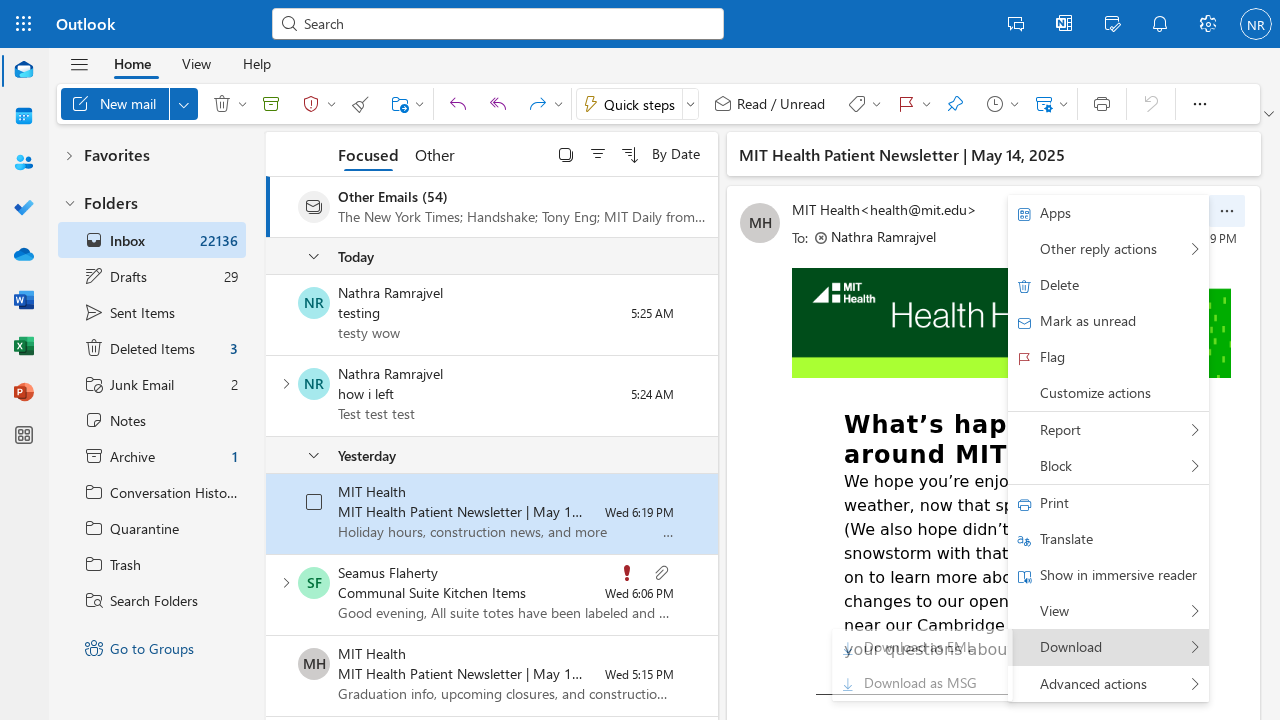 Outlook
Search
NR
Home View Help
New mail
Quick steps
Read / Unread
Favorites
Folders
Inbox 22136
Drafts 29
Sent Items
Deleted Items 3
Junk Email 2
Notes
Archive 1
Conversation Histo...
Quarantine
Trash
Search Folders
Go to Groups
Focused Other
By Date
Other Emails (54)
The New York Times; Handshake; Tony Eng; MIT Daily from...
Today
NR
Nathra Ramrajvel
testing 5:25 AM
testy wow
NR
Nathra Ramrajvel
how i left 5:24 AM
Test test test
Yesterday
MIT Health
MIT Health Patient Newsletter | May 1... Wed 6:19 PM
Holiday hours, construction news, and more ...
SF
Seamus Flaherty
Communal Suite Kitchen Items Wed 6:06 PM
Good evening, All suite totes have been labeled and ...
MH
MIT Health
MIT Health Patient Newsletter | May 1... Wed 5:15 PM
Graduation info, upcoming closures, and constructio...
MIT Health Patient Newsletter | May 14, 2025
MH
MIT Health<health@mit.edu>
To: Nathra Ramrajvel
9 PM
MIT Health
Health H
What’s hap
around MIT
We hope you’re enjo
weather, now that sp
(We also hope didn’t
snowstorm with that
on to learn more abo
changes to our open
near our Cambridge
your questions abou
Apps
Other reply actions
Delete
Mark as unread
Flag
Customize actions
Report
Block
Print
Translate
Show in immersive reader
View
Download
Advanced actions
Download as EML
Download as MSG